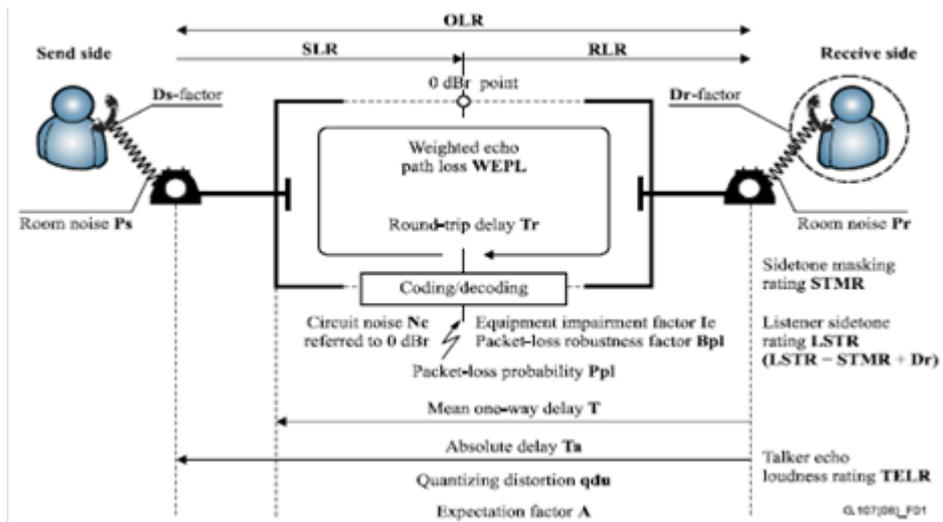 OLR
SLR
RLR
Send side
Receive side
0 dBr point
Ds-factor
Dr-factor
Weighted echo
path loss WEPL
Room noise Ps
Round-trip delay Tr
Room noise Pr
Coding/decoding
Sidetone masking
rating STMR
Circuit noise Nc
referred to 0 dBr
Equipment impairment factor Ie
Packet-loss robustness factor Bpl
Packet-loss probability Ppl
Listener sidetone
rating LSTR
(LSTR = STMR + Dr)
Mean one-way delay T
Absolute delay Ta
Talker echo
loudness rating TELR
Quantizing distortion qdu
Expectation factor A
G.107(08)_F01